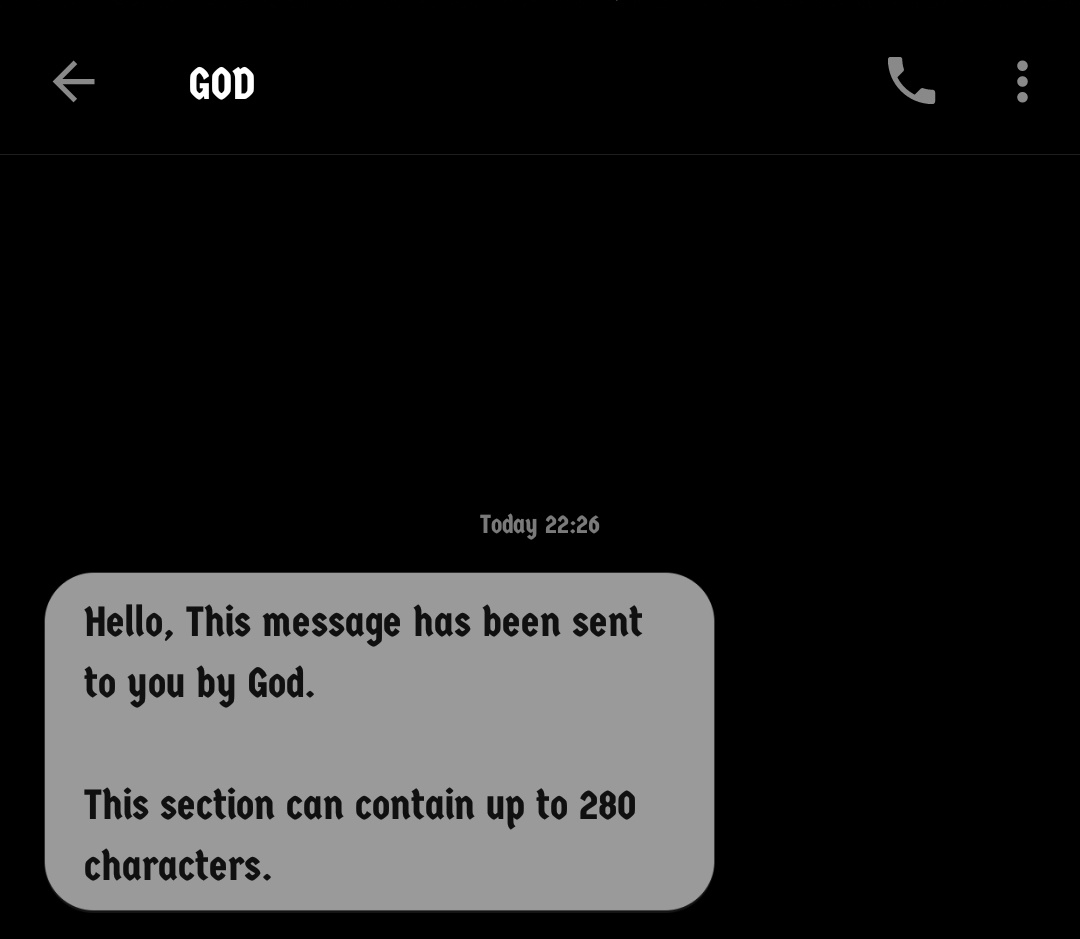 GOD
Today 22:26
Hello, This message has been sent
to you by God.
This section can contain up to 280
characters.